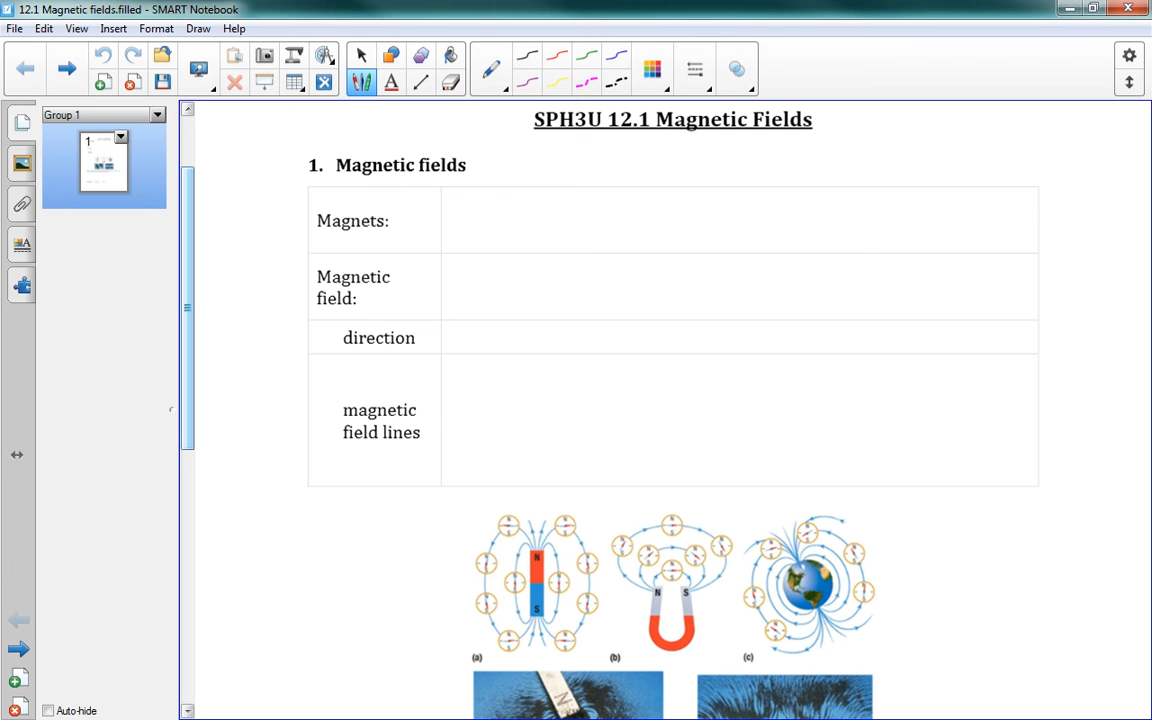 12.1 Magnetic fields.filled - SMART Notebook
File Edit View Insert Format Draw Help
Group 1
1
SPH3U 12.1 Magnetic Fields
1. Magnetic fields
Magnets:
Magnetic
field:
direction
magnetic
field lines
N
S
N S
(a) (b) (c)
N
Auto-hide